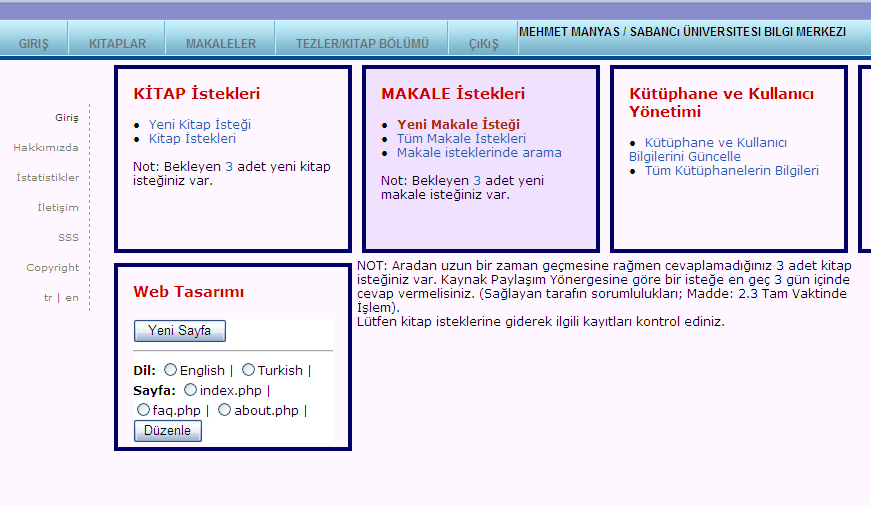 GIRIŞ KITAPLAR MAKALELER TEZLER/KITAP BÖLÜMÜ ÇıKıŞ MEHMET MANYAS / SABANCı ÜNIVERSITESI BILGI MERKEZI
Giriş
Hakkımızda
İstatistikler
İletişim
SSS
Copyright
tr | en
KİTAP İstekleri
• Yeni Kitap İsteği
• Kitap İstekleri
Not: Bekleyen 3 adet yeni kitap
isteğiniz var.
MAKALE İstekleri
• Yeni Makale İsteği
• Tüm Makale İstekleri
• Makale isteklerinde arama
Not: Bekleyen 3 adet yeni
makale isteğiniz var.
Kütüphane ve Kullanıcı
Yönetimi
• Kütüphane ve Kullanıcı
Bilgilerini Güncelle
• Tüm Kütüphanelerin Bilgileri
Web Tasarımı
Yeni Sayfa
Dil: English | Turkish |
Sayfa: index.php |
faq.php | about.php |
Düzenle
NOT: Aradan uzun bir zaman geçmesine rağmen cevaplamadığınız 3 adet kitap
isteğiniz var. Kaynak Paylaşım Yönergesine göre bir isteğe en geç 3 gün içinde
cevap vermelisiniz. (Sağlayan tarafın sorumlulukları; Madde: 2.3 Tam Vaktinde
İşlem).
Lütfen kitap isteklerine giderek ilgili kayıtları kontrol ediniz.